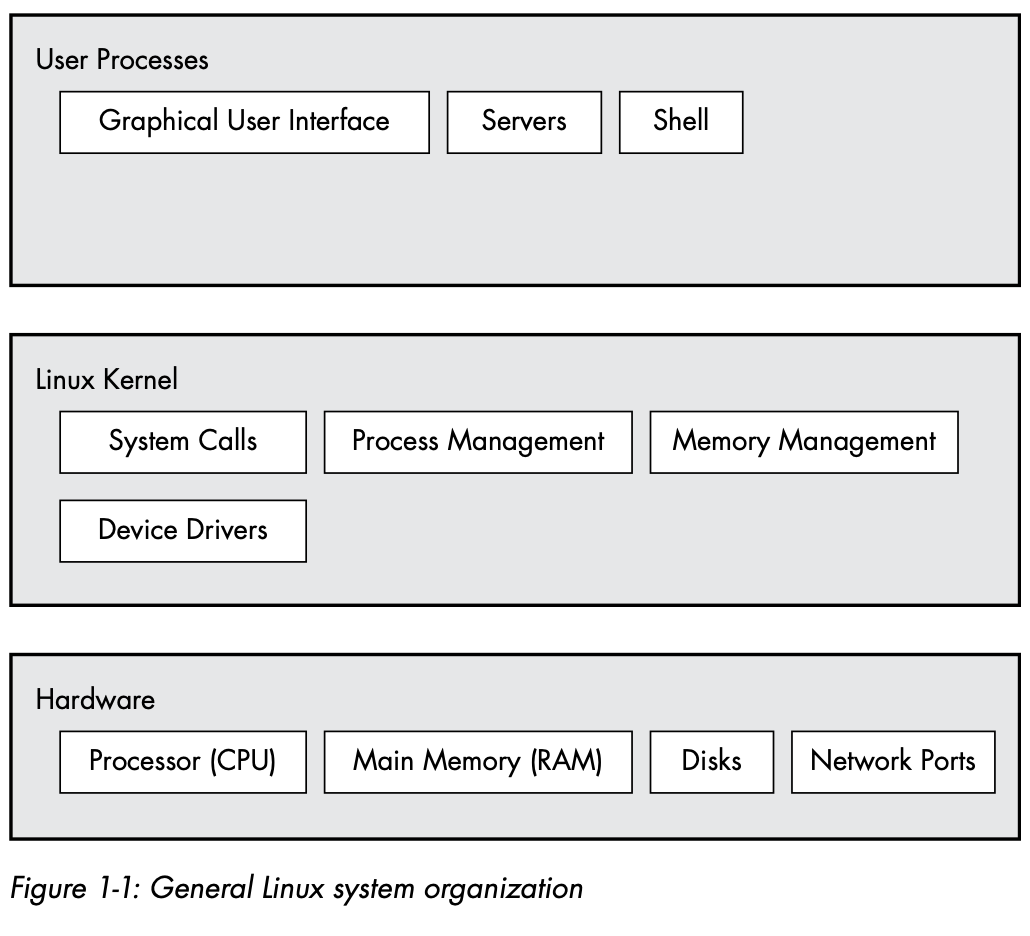 User Processes
Graphical User Interface Servers Shell
Linux Kernel
System Calls Process Management Memory Management
Device Drivers
Hardware
Processor (CPU) Main Memory (RAM) Disks Network Ports
Figure 1-1: General Linux system organization